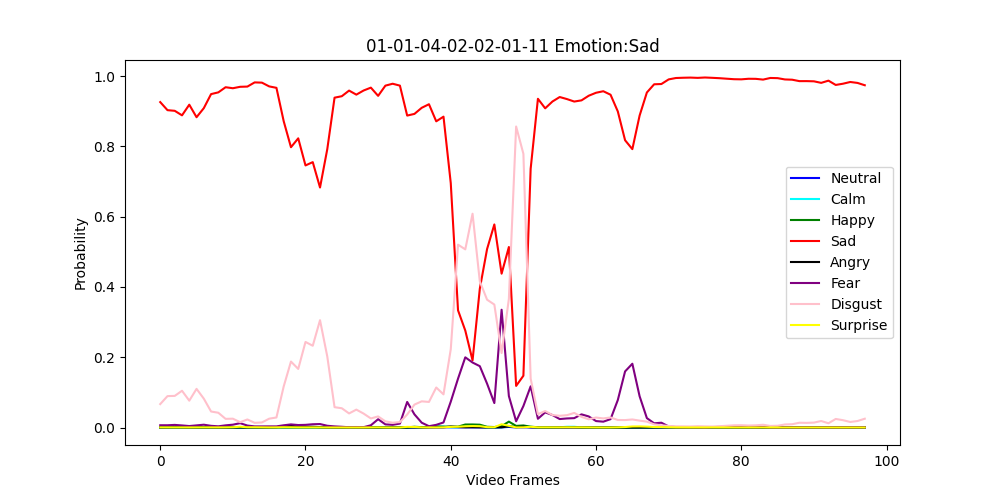 01-01-04-02-02-01-11 Emotion:Sad
1.0
0.8
0.6
0.4
0.2
0.0
Probability
0 20 40 60 80 100
Video Frames
Neutral
Calm
Happy
Sad
Angry
Fear
Disgust
Surprise